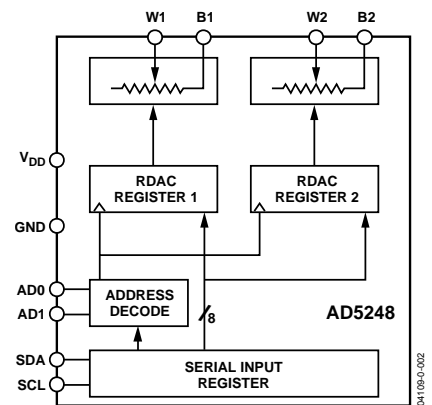 W1 B1 W2 B2
VDD
RDAC
REGISTER 1
RDAC
REGISTER 2
GND
AD0
AD1
ADDRESS
DECODE
8
AD5248
SDA
SCL
SERIAL INPUT
REGISTER
04109-0-002